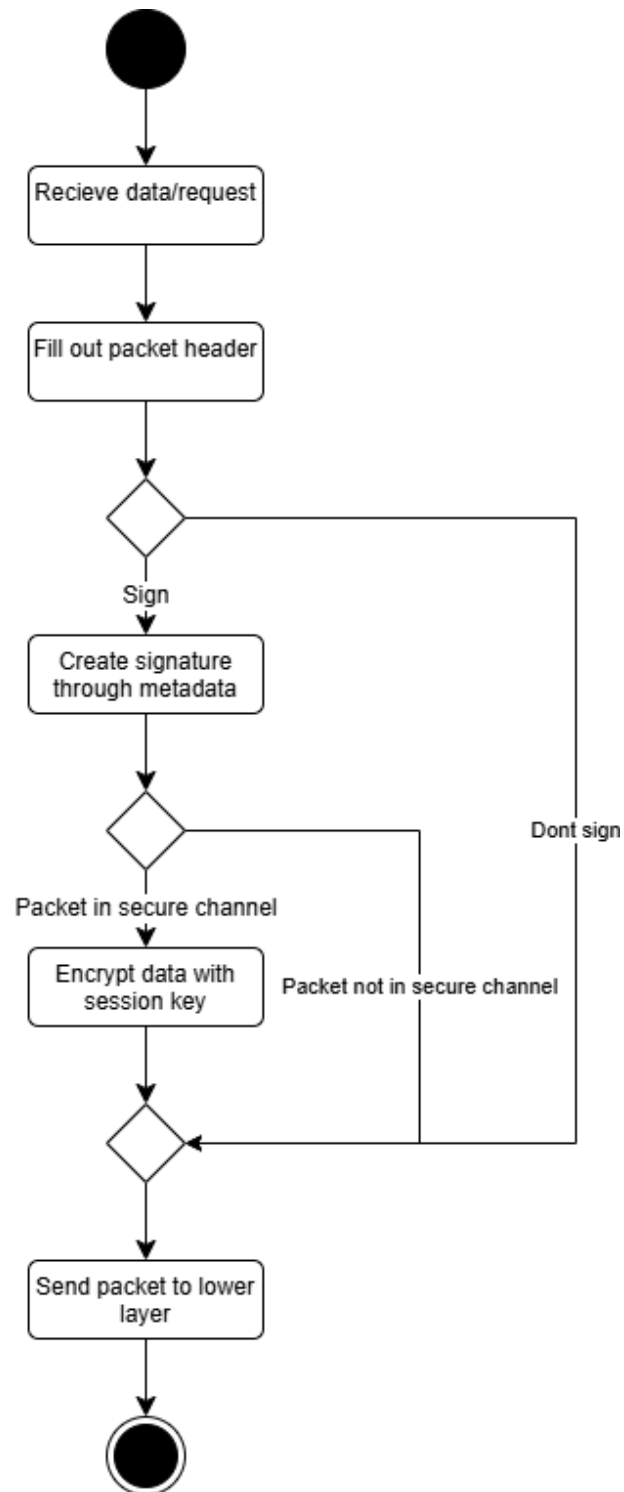 Recieve data/request
Fill out packet header
Sign
Create signature
through metadata
Dont sign
Packet in secure channel
Encrypt data with
session key
Packet not in secure channel
Send packet to lower
layer